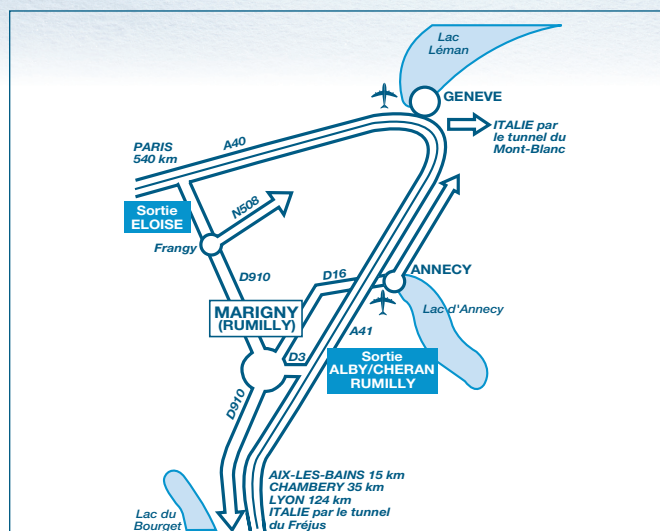 Lac
Léman
GENEVE
ITALIE par
le tunnel du
Mont-Blanc
PARIS
540 km
A40
Sortie
ELOISE
N508
Frangy
D910
D16
ANNECY
Lac d'Annecy
MARIGNY
(RUMILLY)
A41
D3
Sortie
ALBY/CHERAN
RUMILLY
D910
AIX-LES-BAINS 15 km
CHAMBERY 35 km
LYON 124 km
ITALIE par le tunnel
du Fréjus
Lac du
Bourget